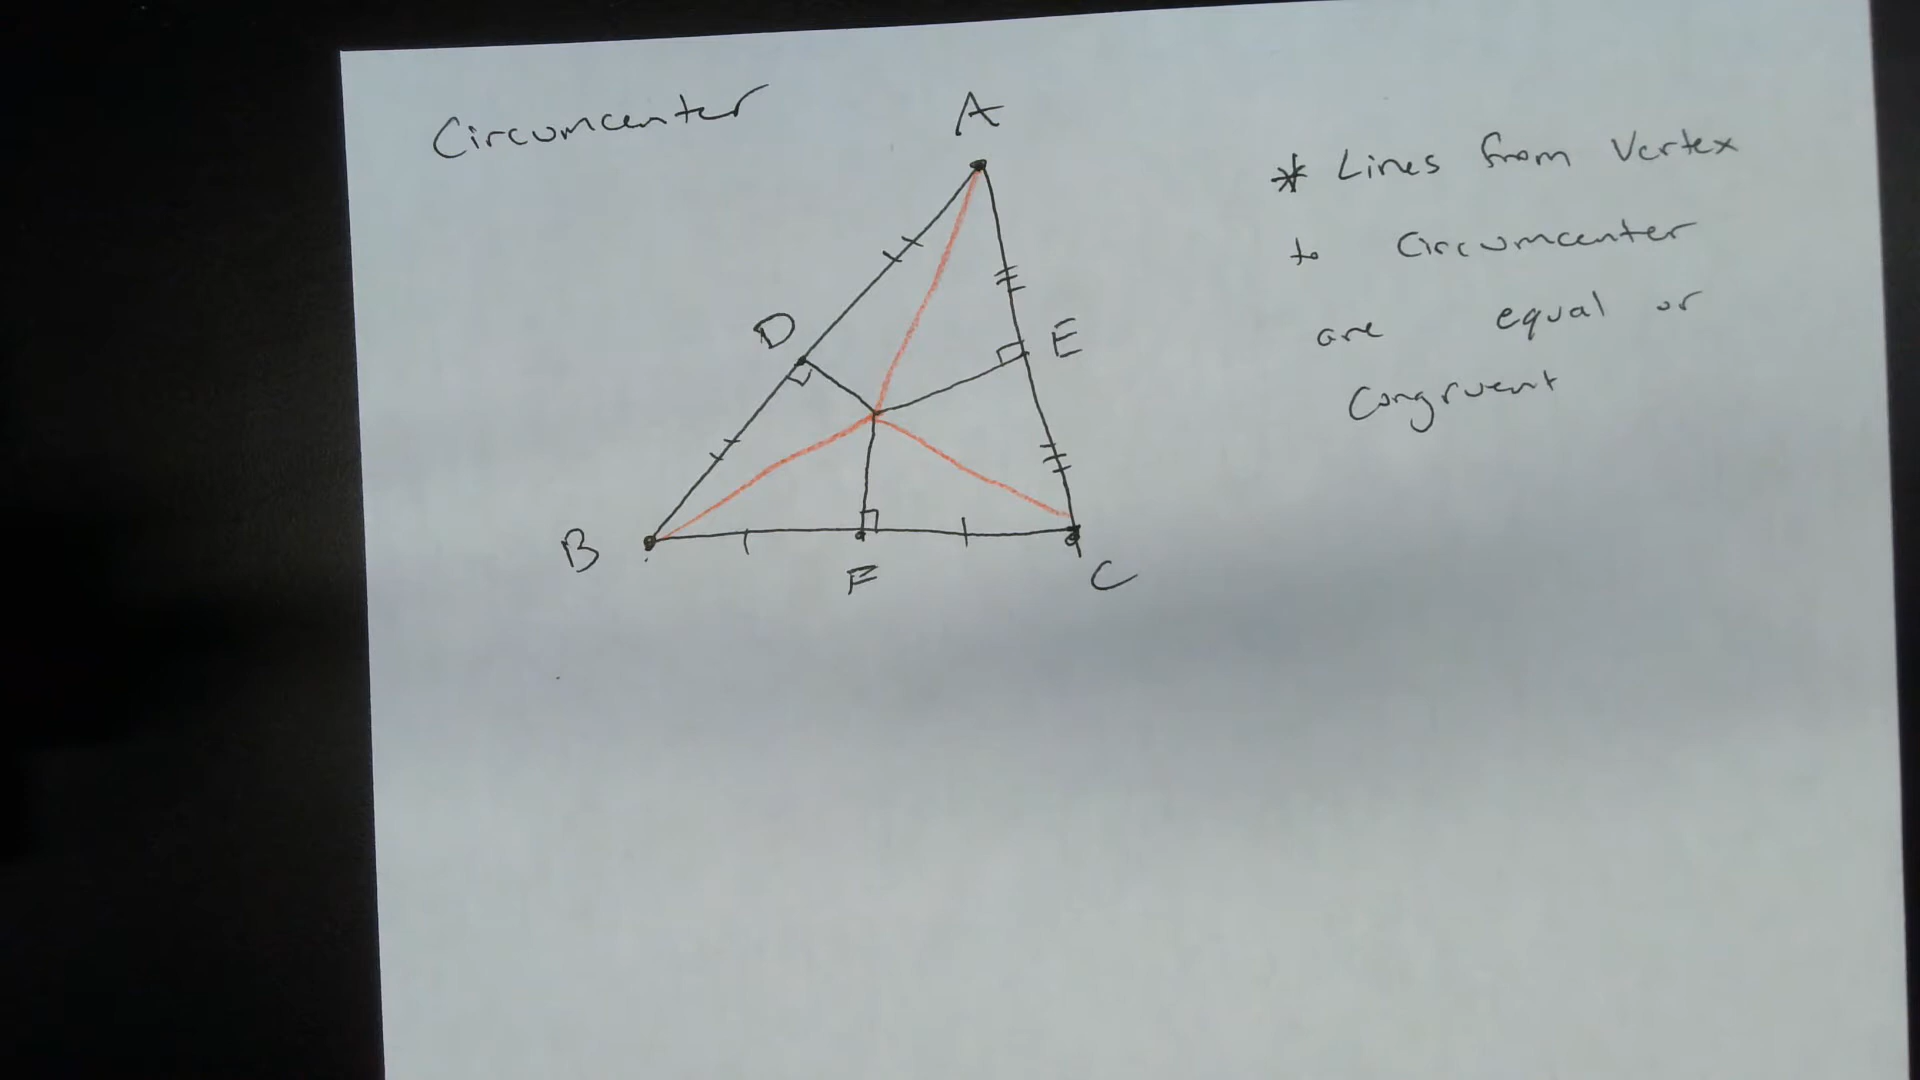 Circumcenter
A
* Lines from Vertex
to Circumcenter
are equal or
Congruent
D
E
B
F
C